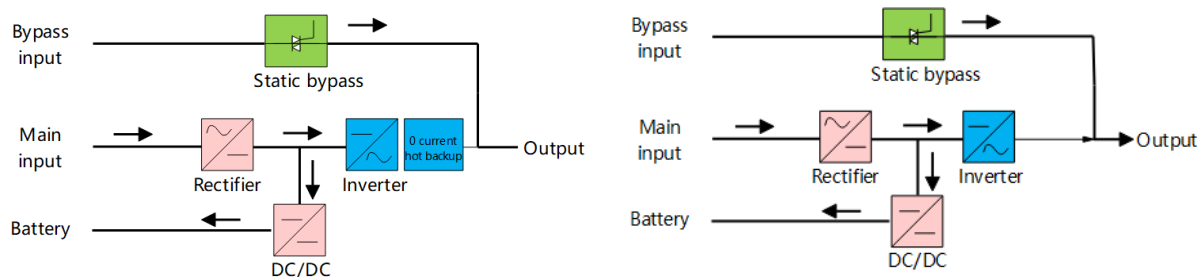 Bypass
input
Static bypass
Main
input
Rectifier
Inverter
0 current
hot backup
Output
Battery
DC/DC
Bypass
input
Static bypass
Main
input
Rectifier
Inverter
Output
Battery
DC/DC